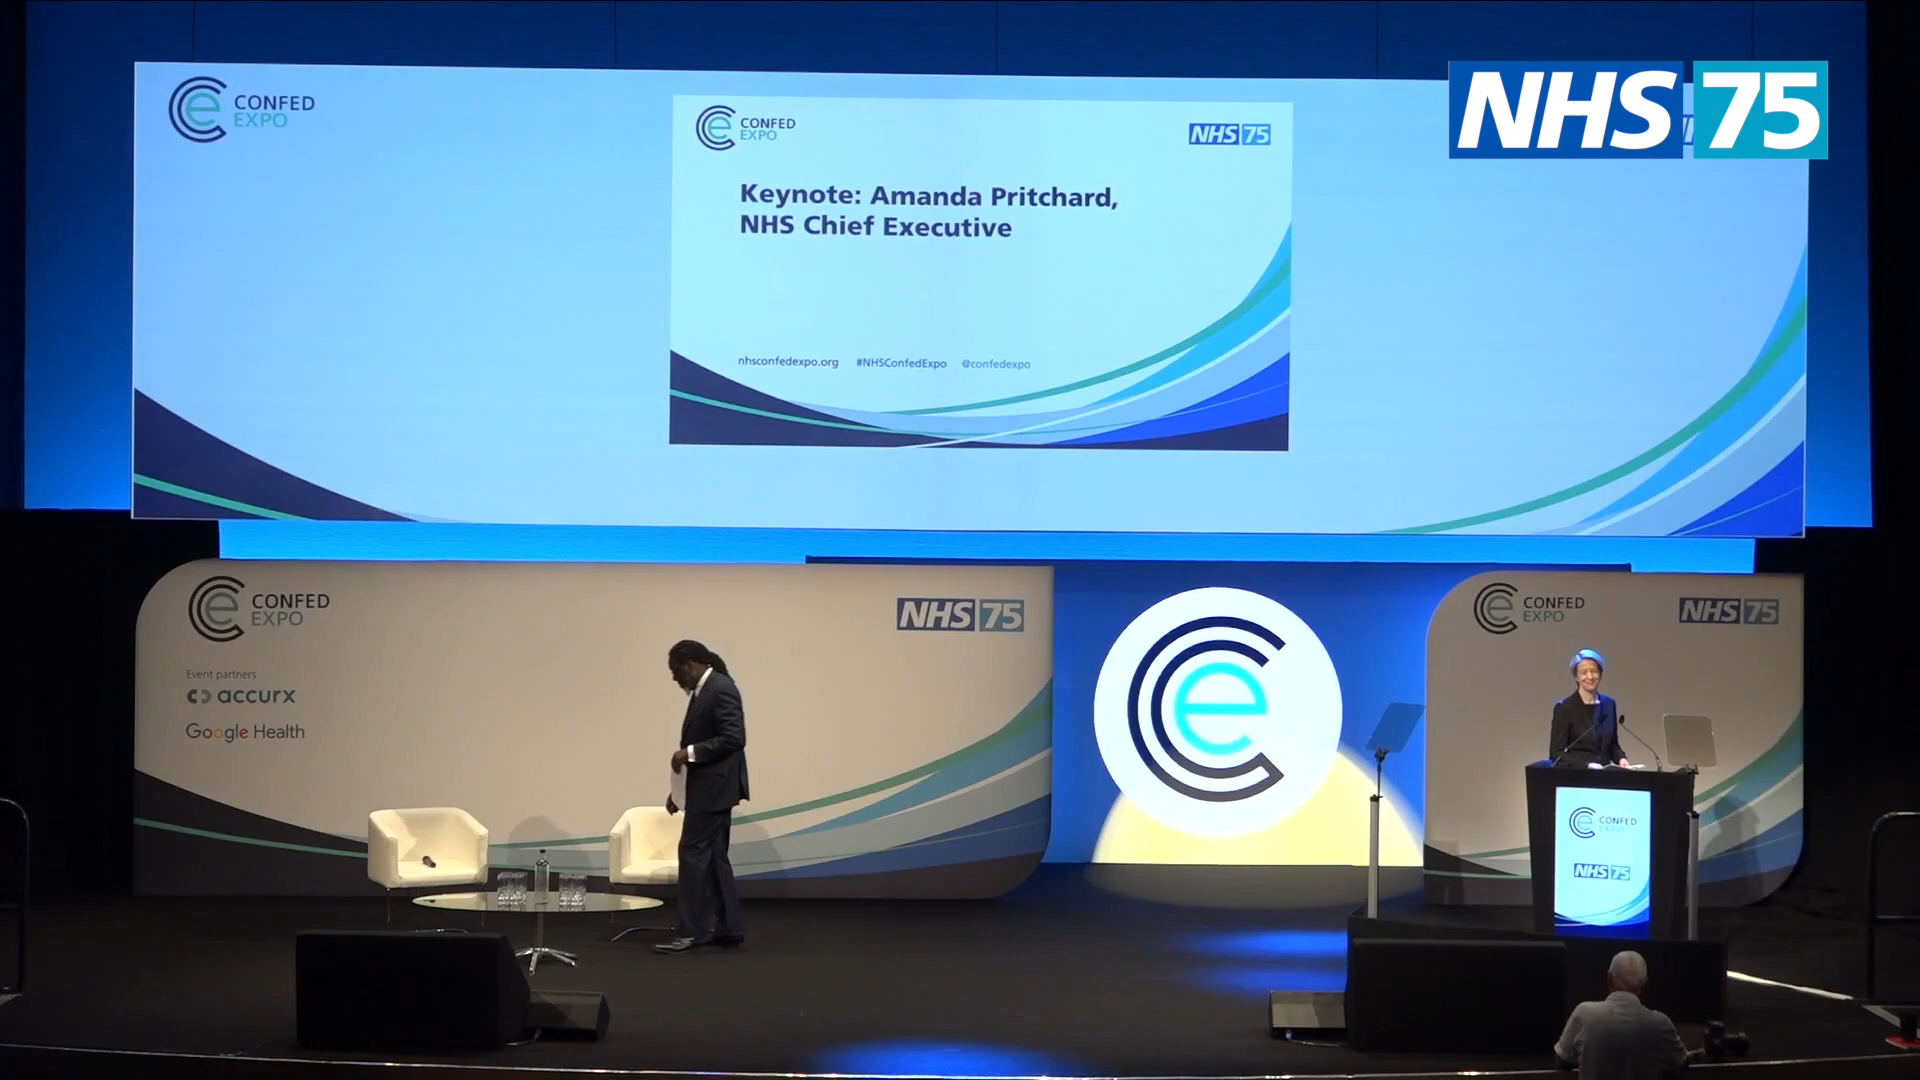 CONFED
EXPO
CONFED
EXPO
NHS 75
NHS 75
Keynote: Amanda Pritchard,
NHS Chief Executive
nhsconfedexpo.org #NHSConfedExpo @confedexpo
CONFED
EXPO
NHS 75
Event partners
accurx
Google Health
CONFED
EXPO
NHS 75
CONFED
EXPO
NHS 75